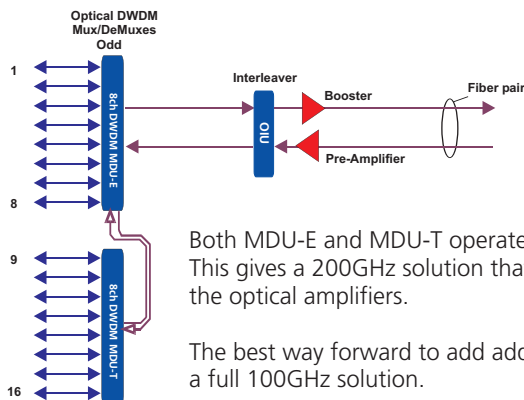 Optical DWDM
Mux/DeMuxes
Odd
1
8ch DWDM MDU-E
8
Interleaver
OIU
Booster
Pre-Amplifier
Fiber pair
9
8ch DWDM MDU-T
16
Both MDU-E and MDU-T operate
This gives a 200GHz solution tha
the optical amplifiers.
The best way forward to add add
a full 100GHz solution.